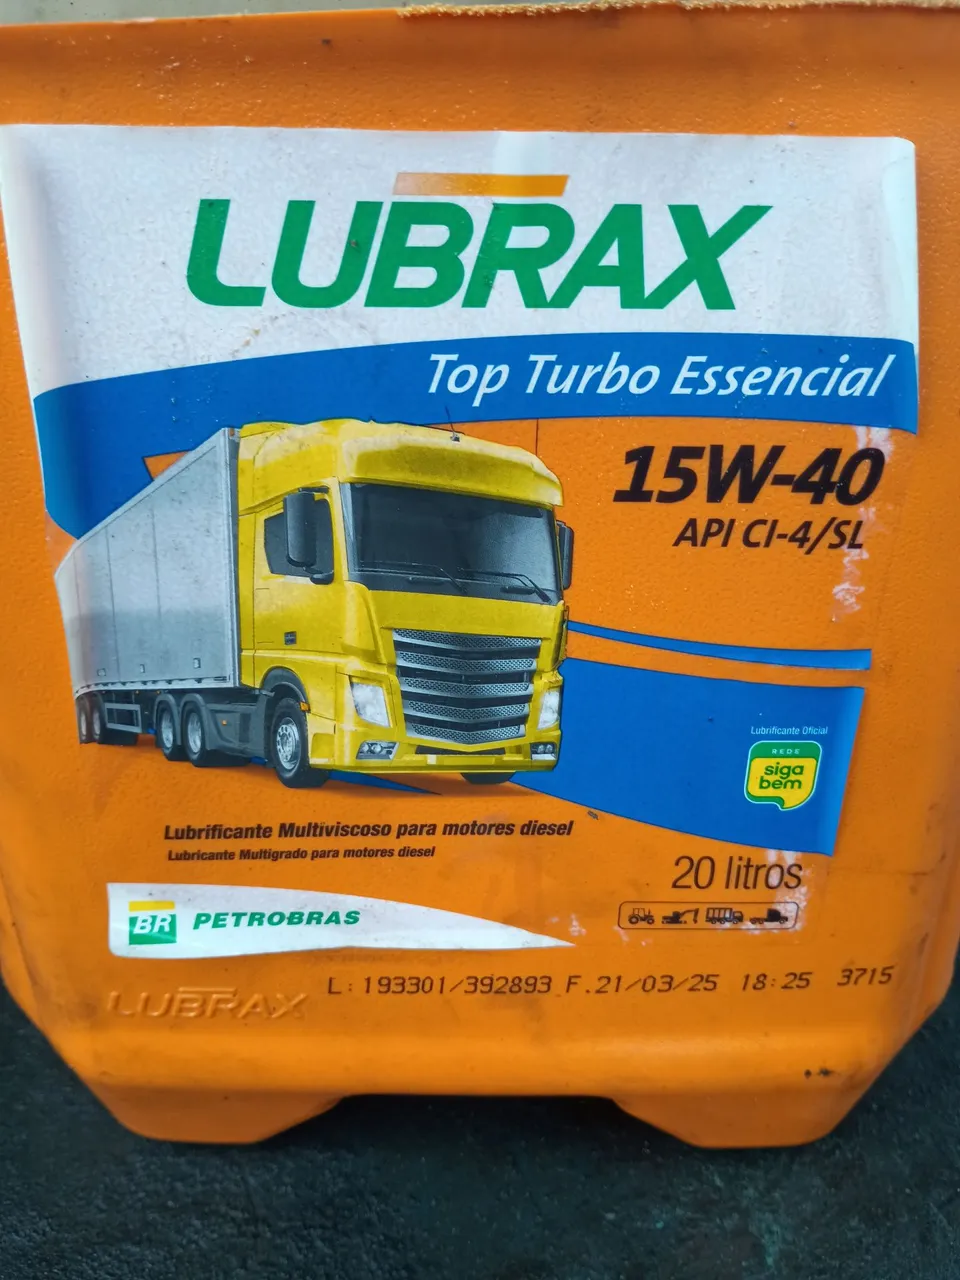 LUBRAX
Top Turbo Essencial
15W-40
API CI-4/SL
Lubrificante Oficial
REDE
siga
bem
Lubrificante Multiviscoso para motores diesel
Lubricante Multigrado para motores diesel
20 litros
BR PETROBRAS
L: 193301/392893 F.21/03/25 18:25 3715
LUBRAX